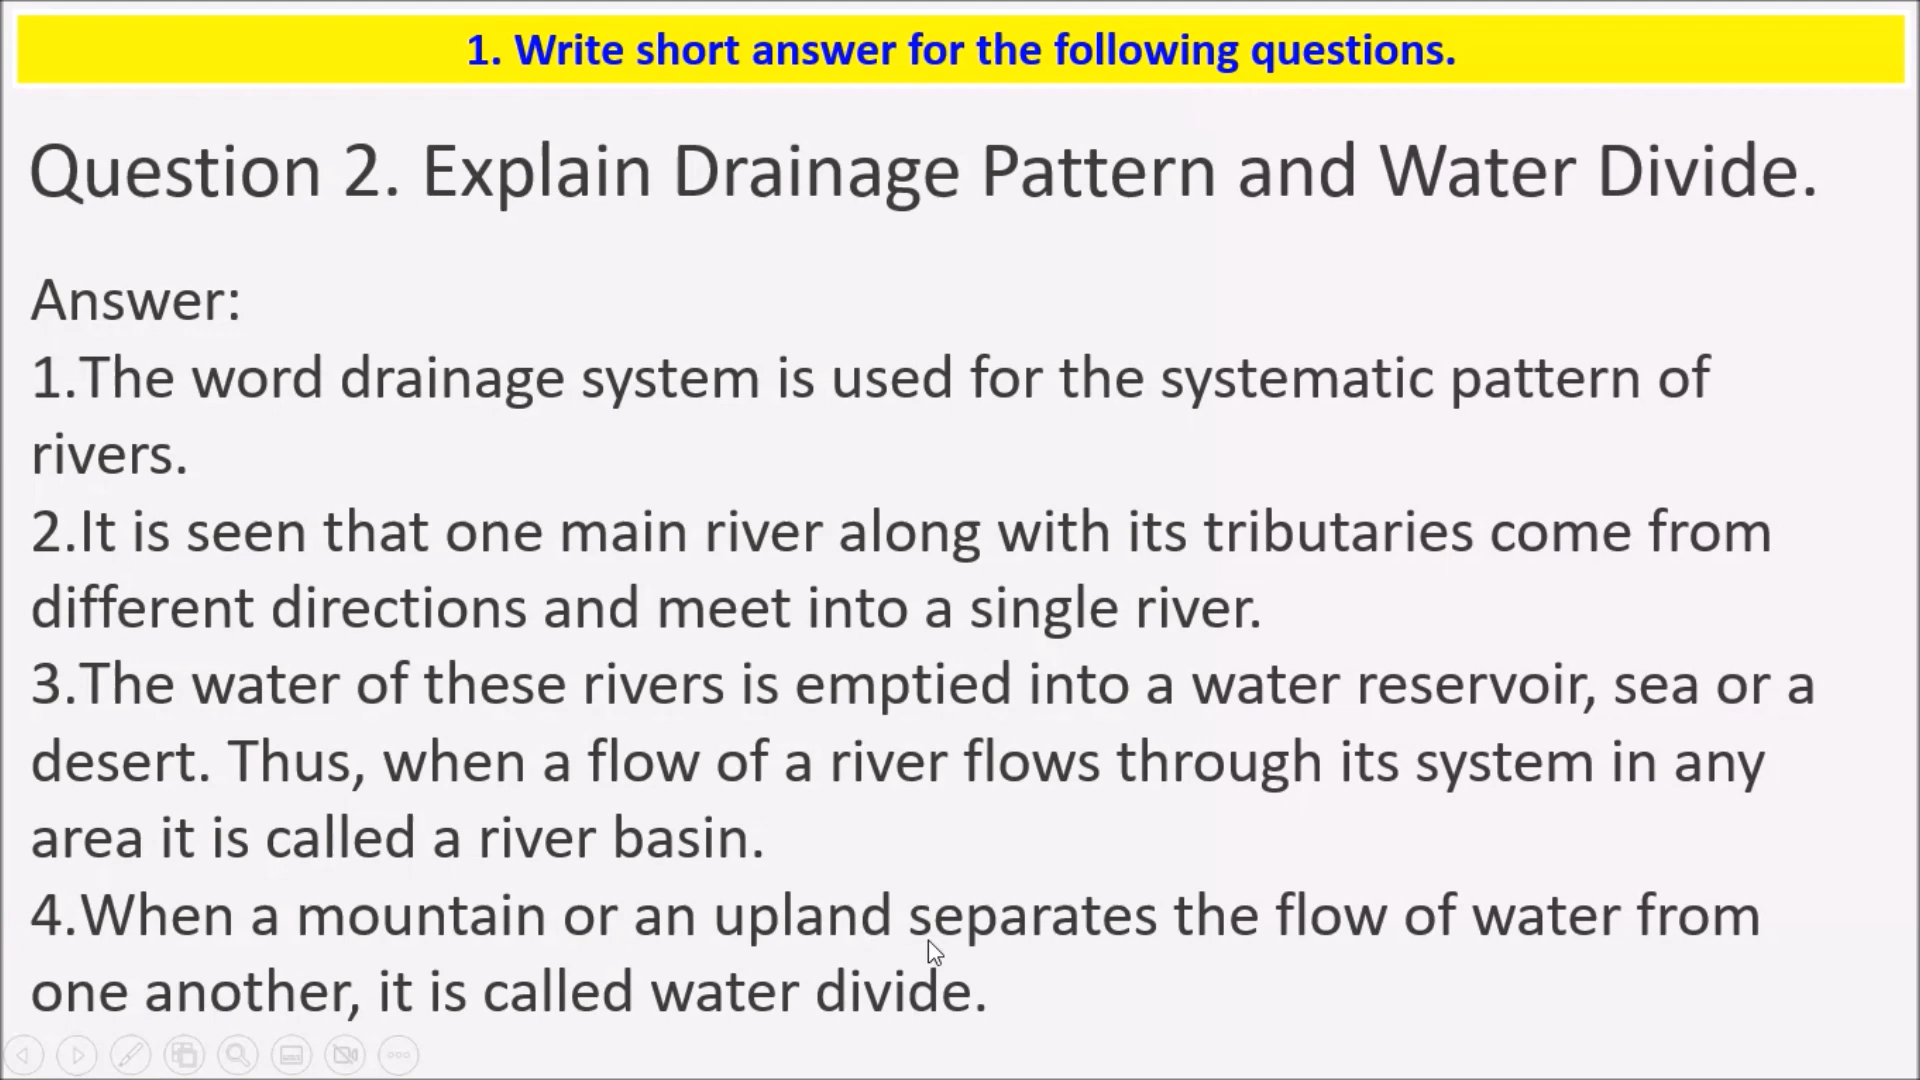 1. Write short answer for the following questions.
Question 2. Explain Drainage Pattern and Water Divide.
Answer:
1.The word drainage system is used for the systematic pattern of
rivers.
2.It is seen that one main river along with its tributaries come from
different directions and meet into a single river.
3.The water of these rivers is emptied into a water reservoir, sea or a
desert. Thus, when a flow of a river flows through its system in any
area it is called a river basin.
4.When a mountain or an upland separates the flow of water from
one another, it is called water divide.